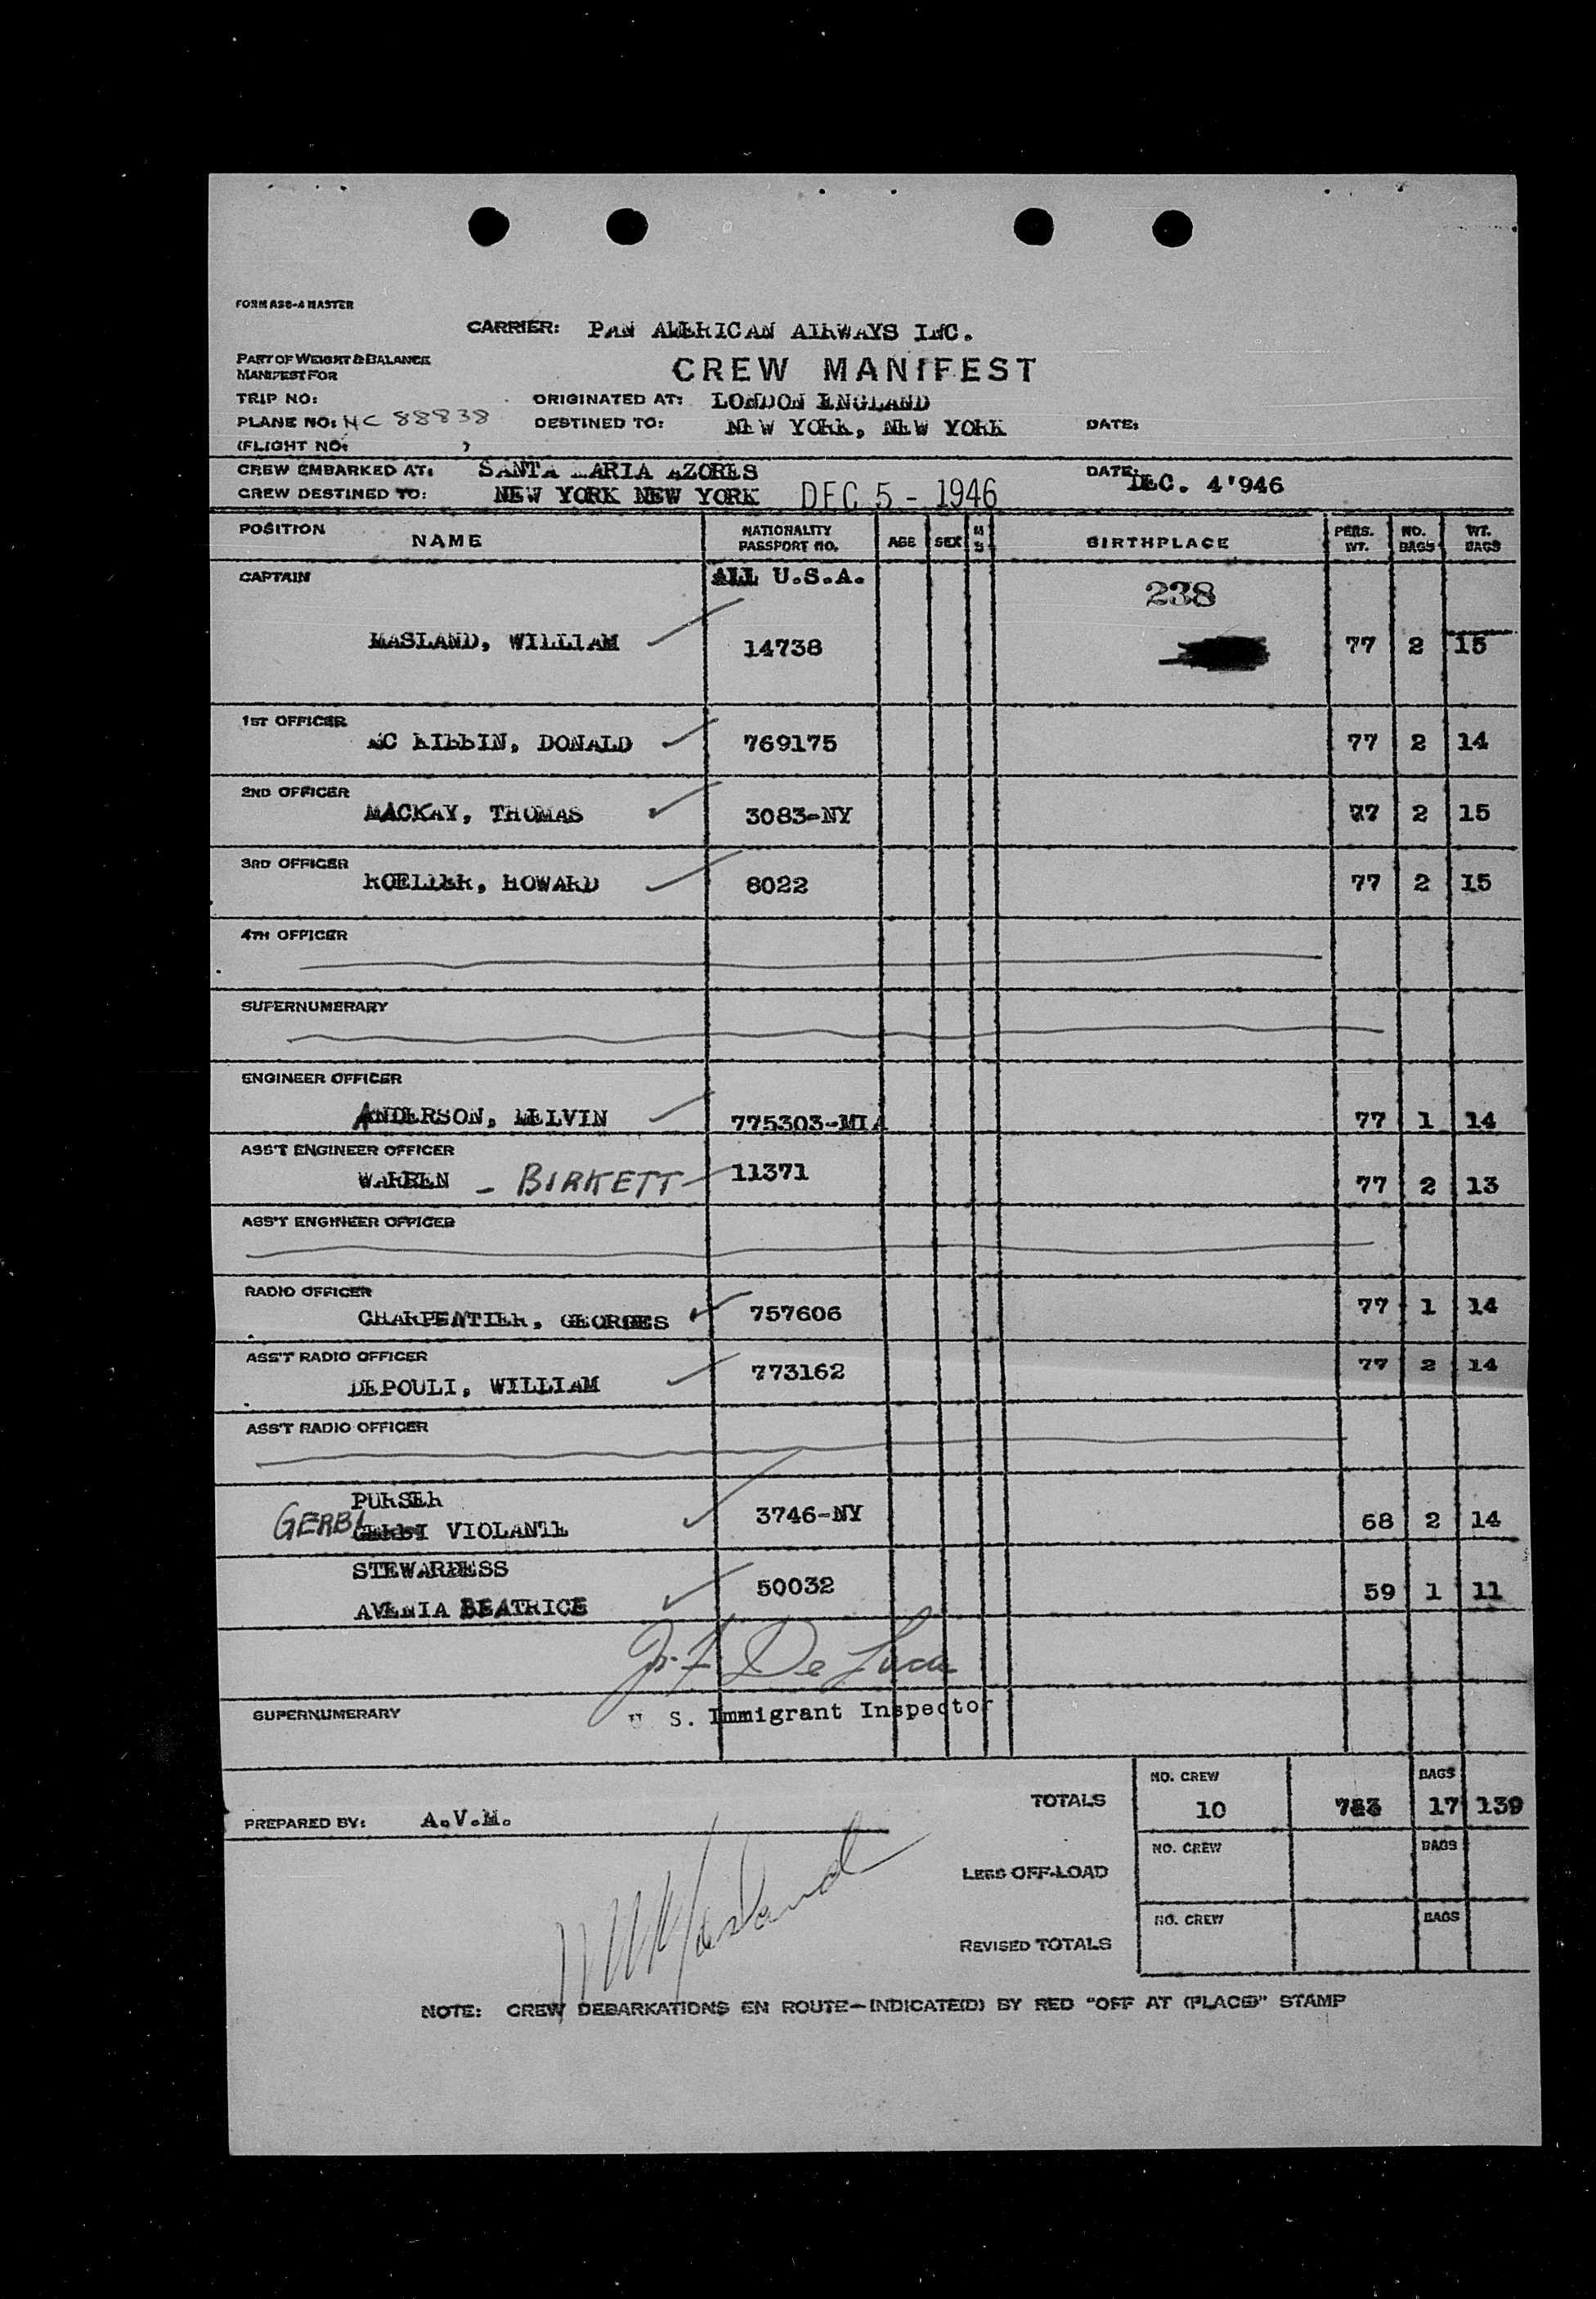 FORM ASC-4 MASTER
CARRIER: PAN AMERICAN AIRWAYS INC.
PART OF WEIGHT & BALANCE
MANIFEST FOR
CREW MANIFEST
TRIP NO: ORIGINATED AT: LONDON ENGLAND
PLANE NO: NC 88838 DESTINED TO: NEW YORK, NEW YORK DATE:
(FLIGHT NO: )
CREW EMBARKED AT: SANTA MARIA AZORES DATE: DEC. 4'946
CREW DESTINED TO: NEW YORK NEW YORK DEC 5 - 1946
POSITION NAME NATIONALITY PASSPORT NO. AGE SEX M S BIRTHPLACE PERS. WT. NO. BAGS WT. BAGS
CAPTAIN ALL U.S.A. 238
MASLAND, WILLIAM 14738 77 2 15
1ST OFFICER
MC KIBBIN, DONALD 769175 77 2 14
2ND OFFICER
MACKAY, THOMAS 3083-NY 77 2 15
3RD OFFICER
ROELLER, HOWARD 8022 77 2 15
4TH OFFICER
SUPERNUMERARY
ENGINEER OFFICER
ANDERSON, MELVIN 775303-MIA 77 1 14
ASS'T ENGINEER OFFICER
WARREN - BIRKETT 11371 77 2 13
ASS'T ENGINEER OFFICER
RADIO OFFICER
CHARPENTIER, GEORGES 757606 77 1 14
ASS'T RADIO OFFICER
DEPOULI, WILLIAM 773162 77 2 14
ASS'T RADIO OFFICER
PURSER
GERBI GERBI VIOLANTE 3746-NY 68 2 14
STEWARDESS
AVENIA BEATRICE 50032 59 1 11
J. F. De Luca
SUPERNUMERARY U S. Immigrant Inspector
NO. CREW BAGS
TOTALS 10 17 139
PREPARED BY: A.V.M.
NO. CREW BAGS
LESS OFF-LOAD
W Masland
NO. CREW BAGS
REVISED TOTALS
NOTE: CREW DEBARKATIONS EN ROUTE—INDICATE(D) BY RED "OFF AT (PLACE)" STAMP